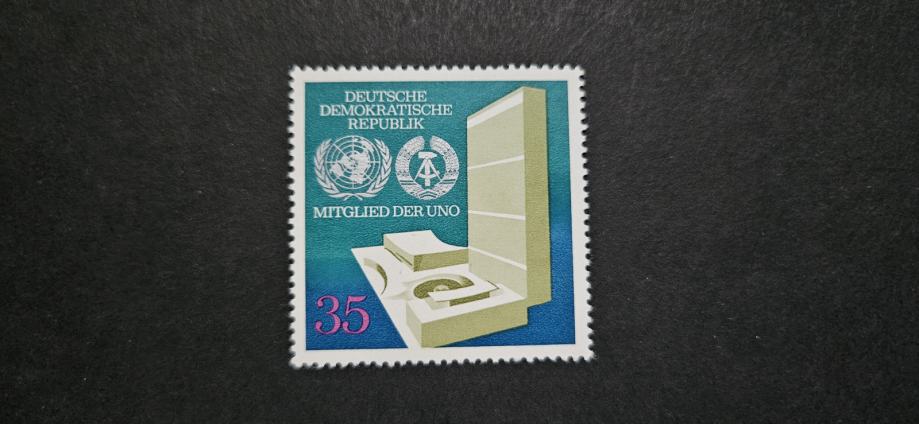 DEUTSCHE
DEMOKRATISCHE
REPUBLIK
MITGLIED DER UNO
35